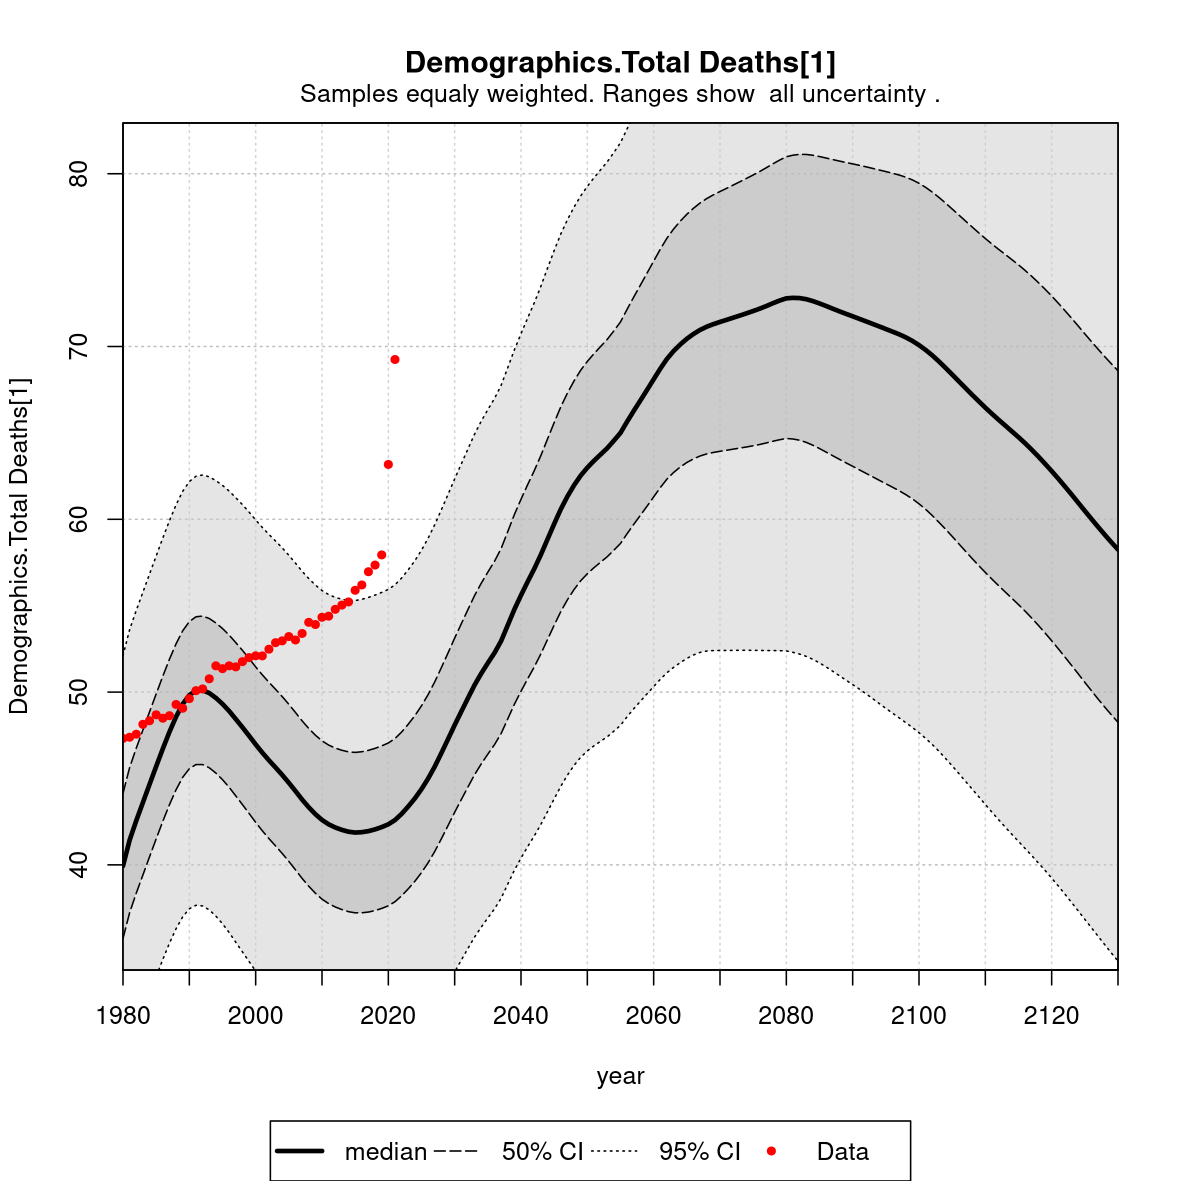 Demographics.Total Deaths[1]
Samples equaly weighted. Ranges show  all uncertainty .
Demographics.Total Deaths[1]
80
70
60
50
40
1980 2000 2020 2040 2060 2080 2100 2120
year
median 50% CI 95% CI Data